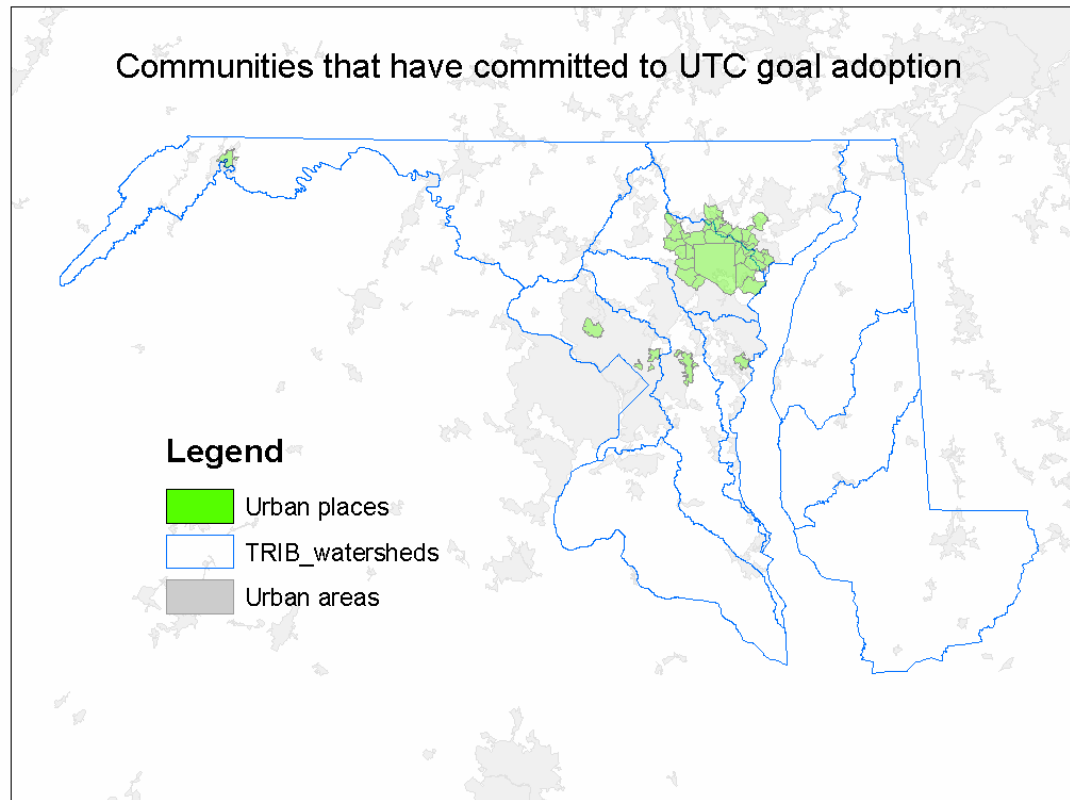 Communities that have committed to UTC goal adoption
Legend
Urban places
TRIB_watersheds
Urban areas